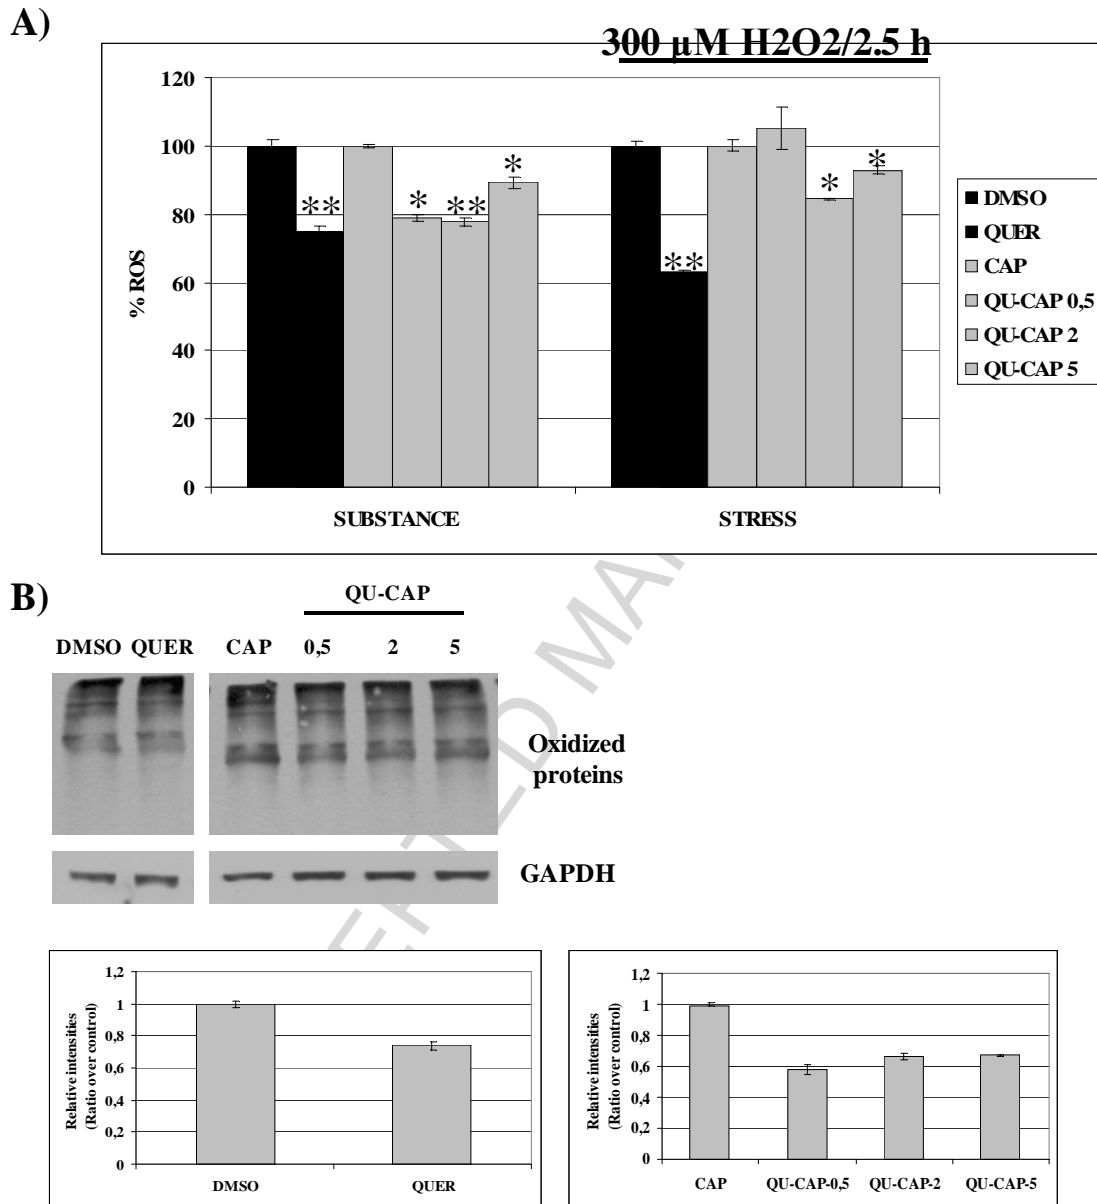 A)
300 µM H2O2/2.5 h
120
100
80
60
40
20
0
% ROS
**
*
**
*
**
*
*
SUBSTANCE
STRESS
DMSO
QUER
CAP
QU-CAP 0,5
QU-CAP 2
QU-CAP 5
B)
QU-CAP
DMSO QUER CAP 0,5 2 5
Oxidized
proteins
GAPDH
Relative intensities
(Ratio over control)
1,2
1
0,8
0,6
0,4
0,2
0
DMSO
QUER
Relative intensities
(Ratio over control)
1,2
1
0,8
0,6
0,4
0,2
0
CAP
QU-CAP-0,5
QU-CAP-2
QU-CAP-5